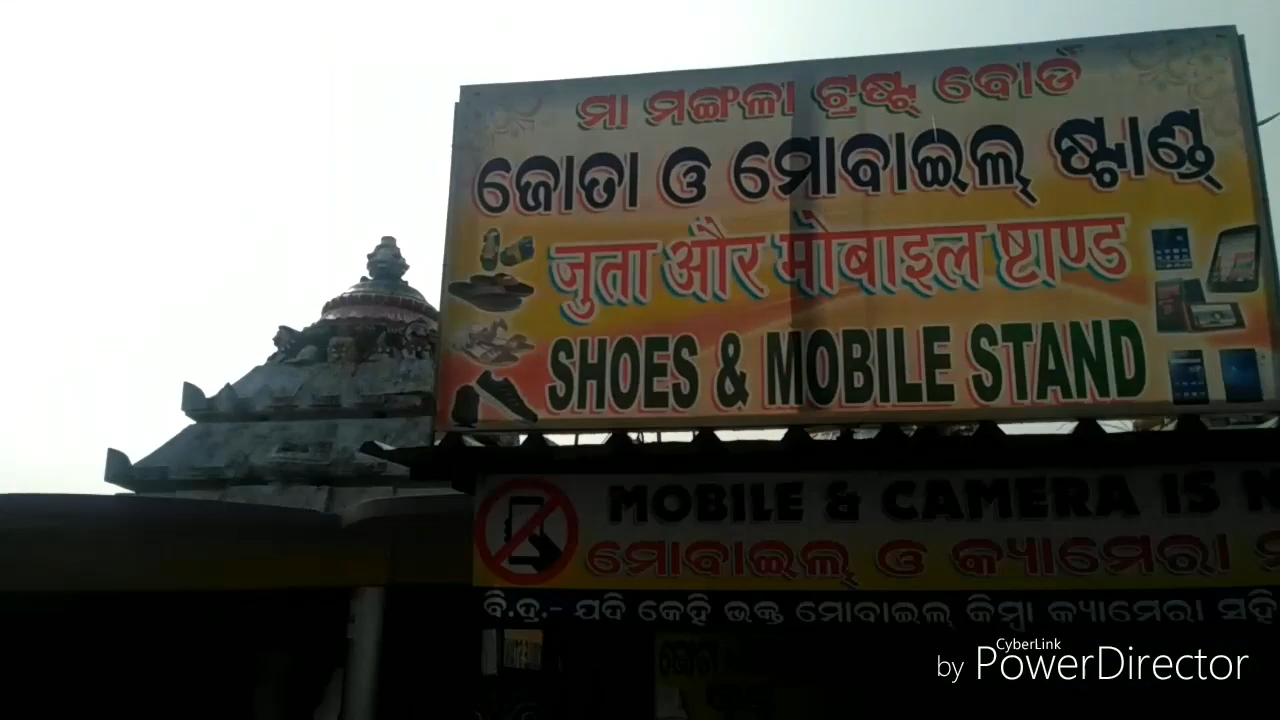 ମା ମଙ୍ଗଳା ଟ୍ରଷ୍ଟ ବୋର୍ଡ
ଜୋତା ଓ ମୋବାଇଲ୍ ଷ୍ଟାଣ୍ଡ୍
जुता और मोबाइल ष्टाण्ड
SHOES & MOBILE STAND
MOBILE & CAMERA IS
ମୋବାଇଲ୍ ଓ କ୍ୟାମେରା
ବି.ଦ୍ର.- ଯଦି କେହି ଭକ୍ତ ମୋବାଇଲ୍ କିମ୍ବା କ୍ୟାମେରା ସହି
CyberLink
by PowerDirector